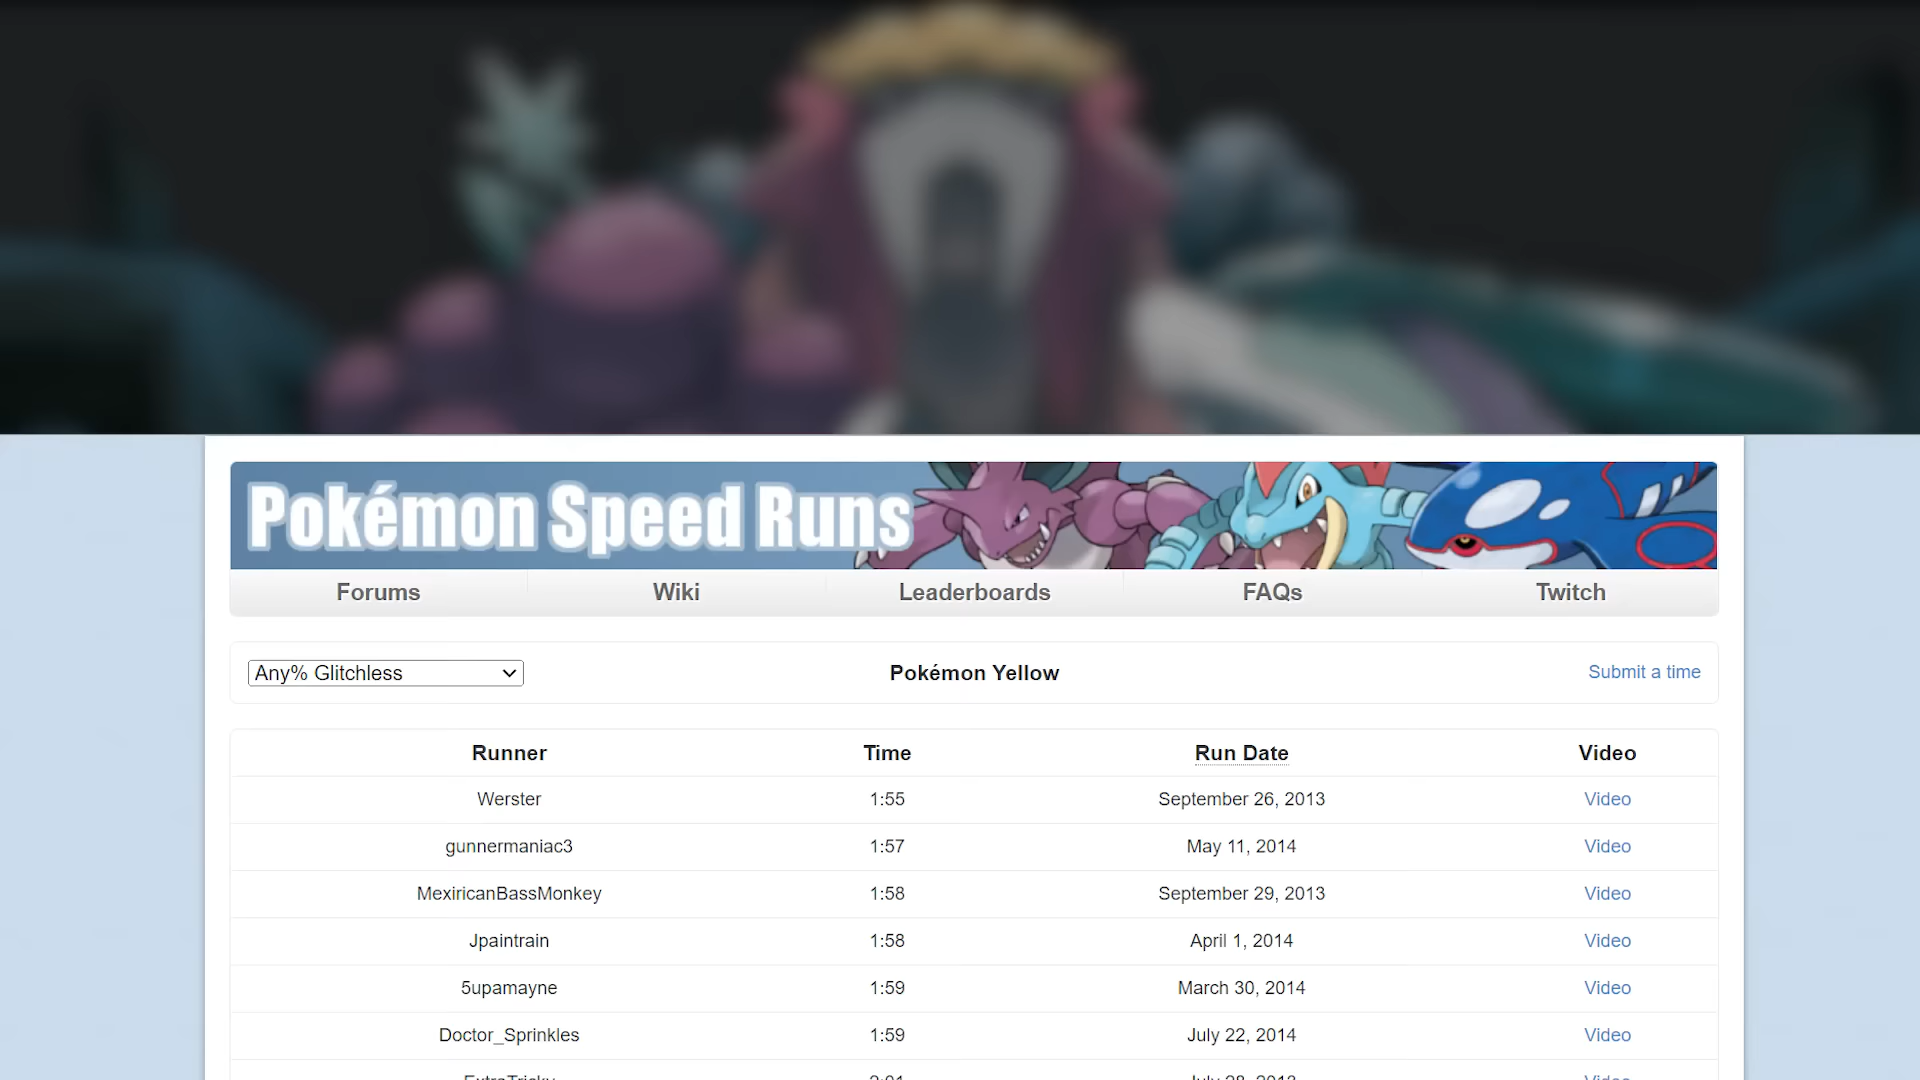 Pokémon Speed Runs
Forums Wiki Leaderboards FAQs Twitch
Any% Glitchless Pokémon Yellow Submit a time
Runner Time Run Date Video
Werster 1:55 September 26, 2013 Video
gunnermaniac3 1:57 May 11, 2014 Video
MexiricanBassMonkey 1:58 September 29, 2013 Video
Jpaintrain 1:58 April 1, 2014 Video
5upamayne 1:59 March 30, 2014 Video
Doctor_Sprinkles 1:59 July 22, 2014 Video